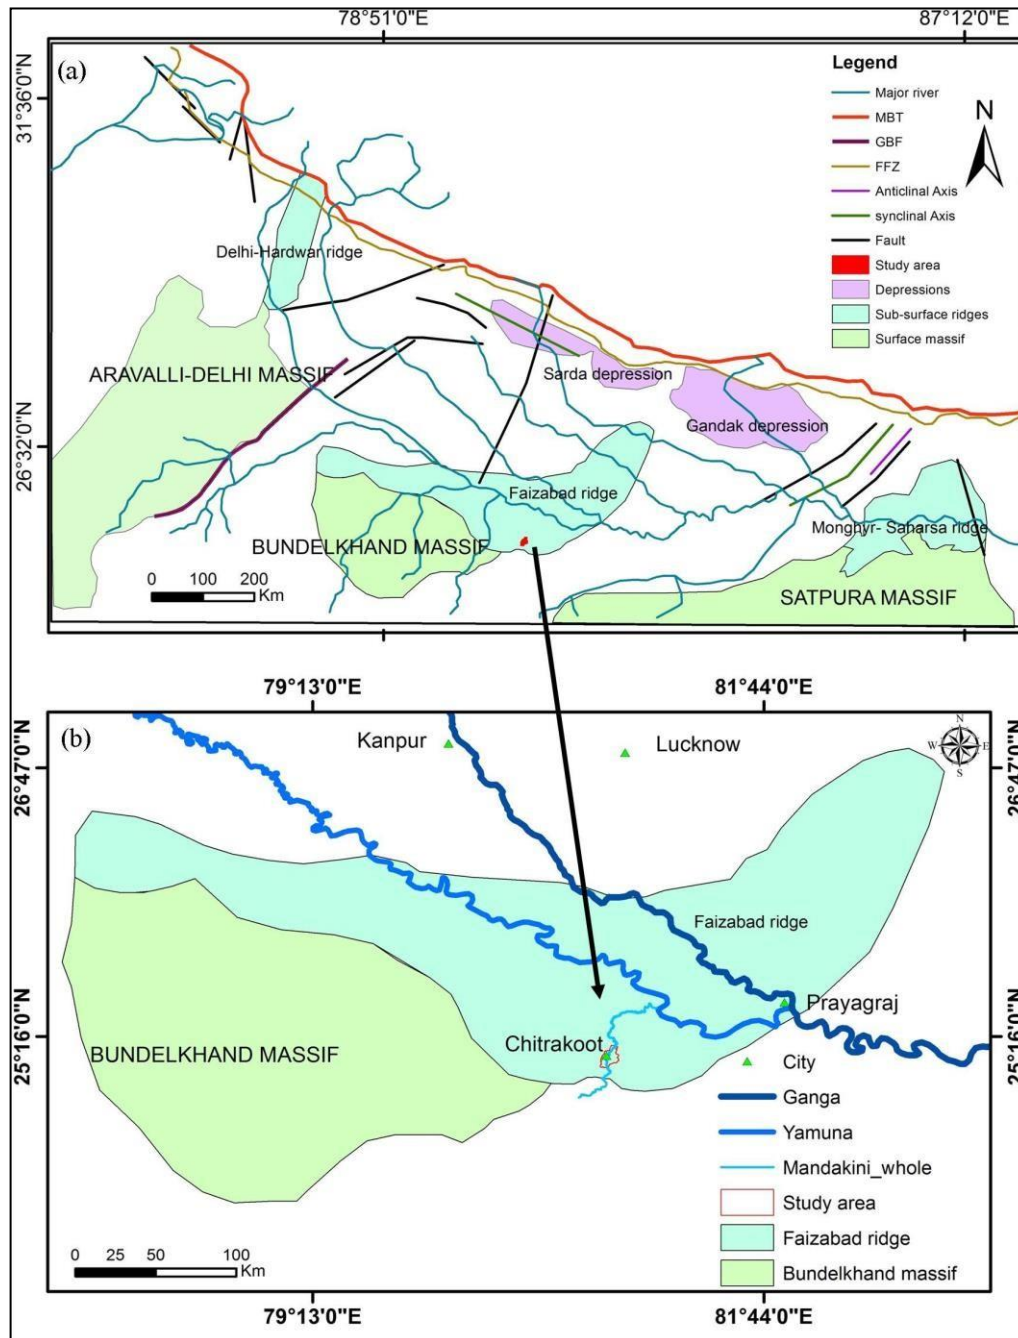 78°51'0"E
87°12'0"E
(a)
31°36'0"N
26°32'0"N
Legend
Major river
MBT
GBF
FFZ
Anticlinal Axis
synclinal Axis
Fault
Study area
Depressions
Sub-surface ridges
Surface massif
N
Delhi-Hardwar ridge
ARAVALLI-DELHI MASSIF
Sarda depression
Gandak depression
Faizabad ridge
BUNDELKHAND MASSIF
Monghyr- Saharsa ridge
SATPURA MASSIF
0 100 200
Km
79°13'0"E
81°44'0"E
(b)
Kanpur
Lucknow
N
W E
S
26°47'0"N
26°47'0"N
Faizabad ridge
Prayagraj
25°16'0"N
25°16'0"N
Chitrakoot
BUNDELKHAND MASSIF
City
Ganga
Yamuna
Mandakini_whole
Study area
Faizabad ridge
Bundelkhand massif
0 25 50 100
Km
79°13'0"E
81°44'0"E